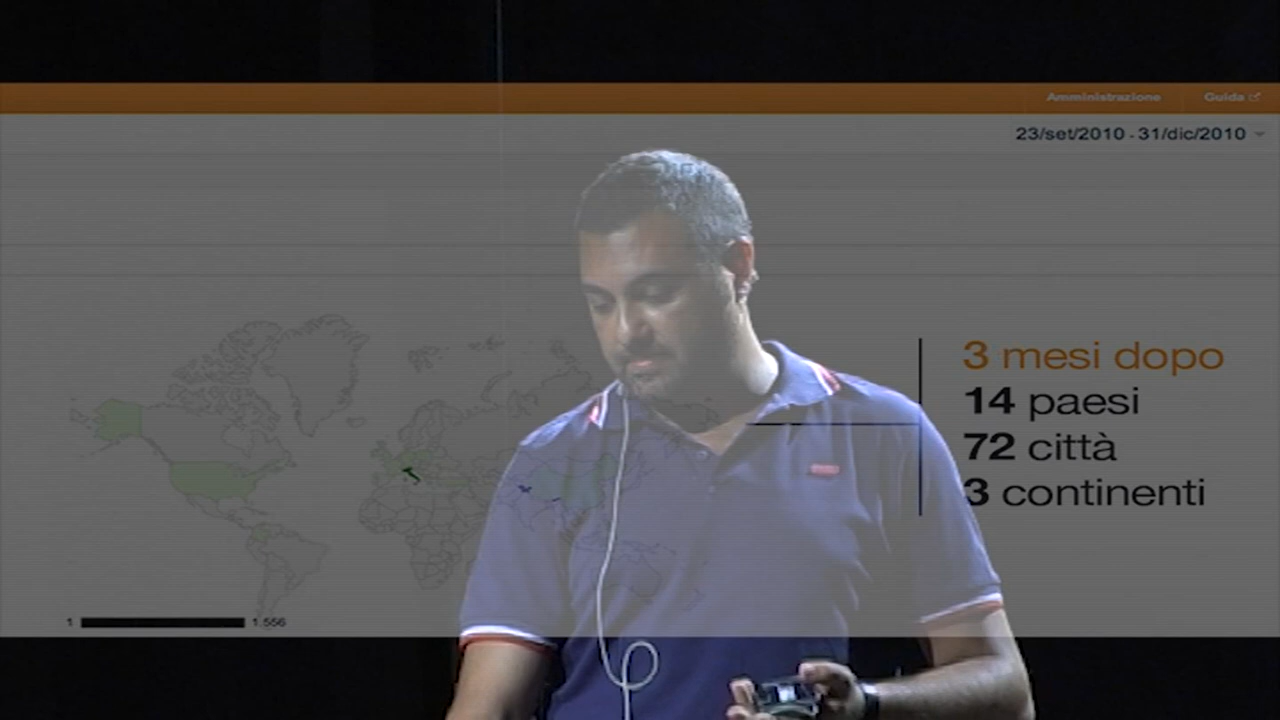 Amministrazione Guida
23/set/2010 - 31/dic/2010
3 mesi dopo
14 paesi
72 città
3 continenti
1 1.556